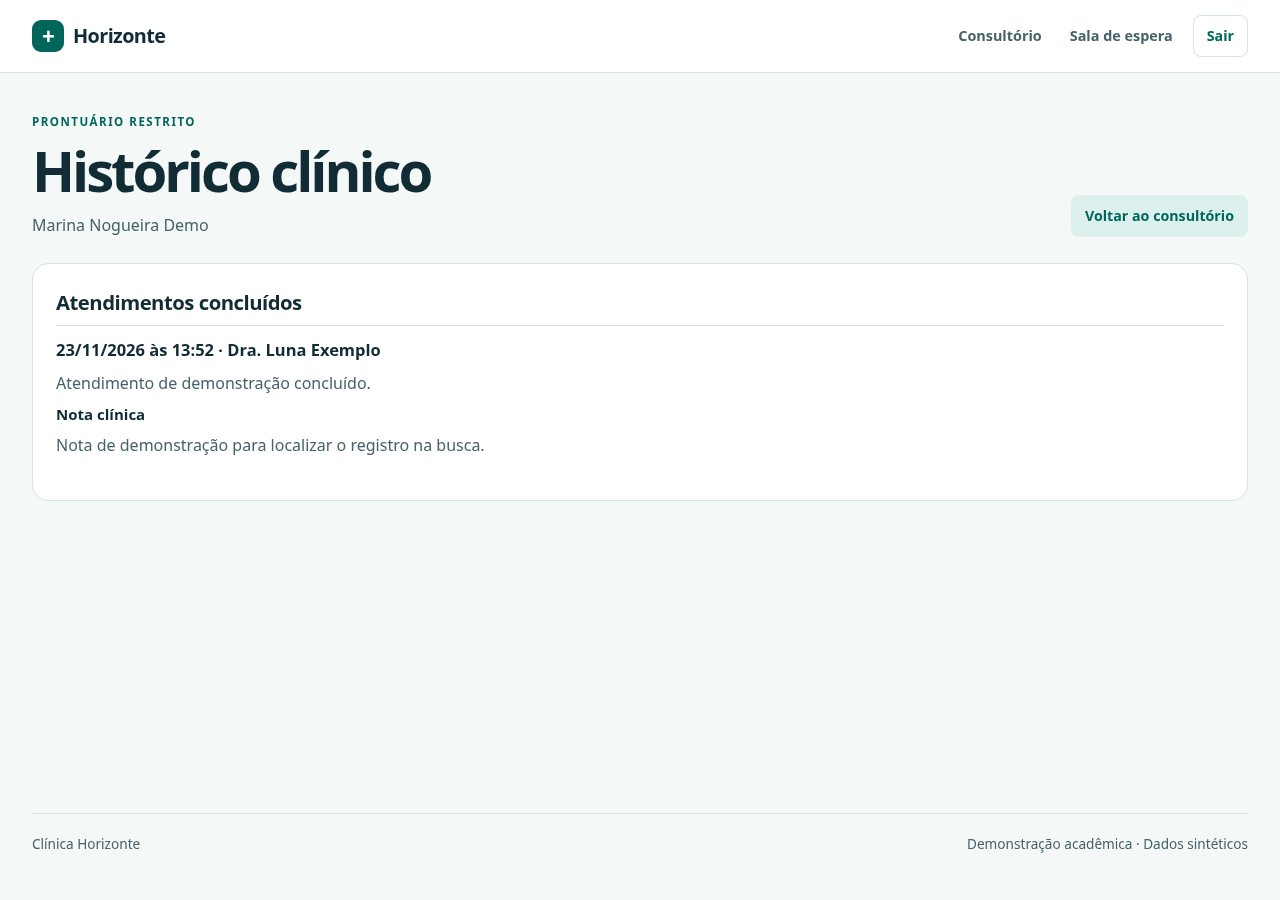 + Horizonte
Consultório Sala de espera Sair
PRONTUÁRIO RESTRITO
Histórico clínico
Marina Nogueira Demo
Voltar ao consultório
Atendimentos concluídos
23/11/2026 às 13:52 · Dra. Luna Exemplo
Atendimento de demonstração concluído.
Nota clínica
Nota de demonstração para localizar o registro na busca.
Clínica Horizonte
Demonstração acadêmica · Dados sintéticos